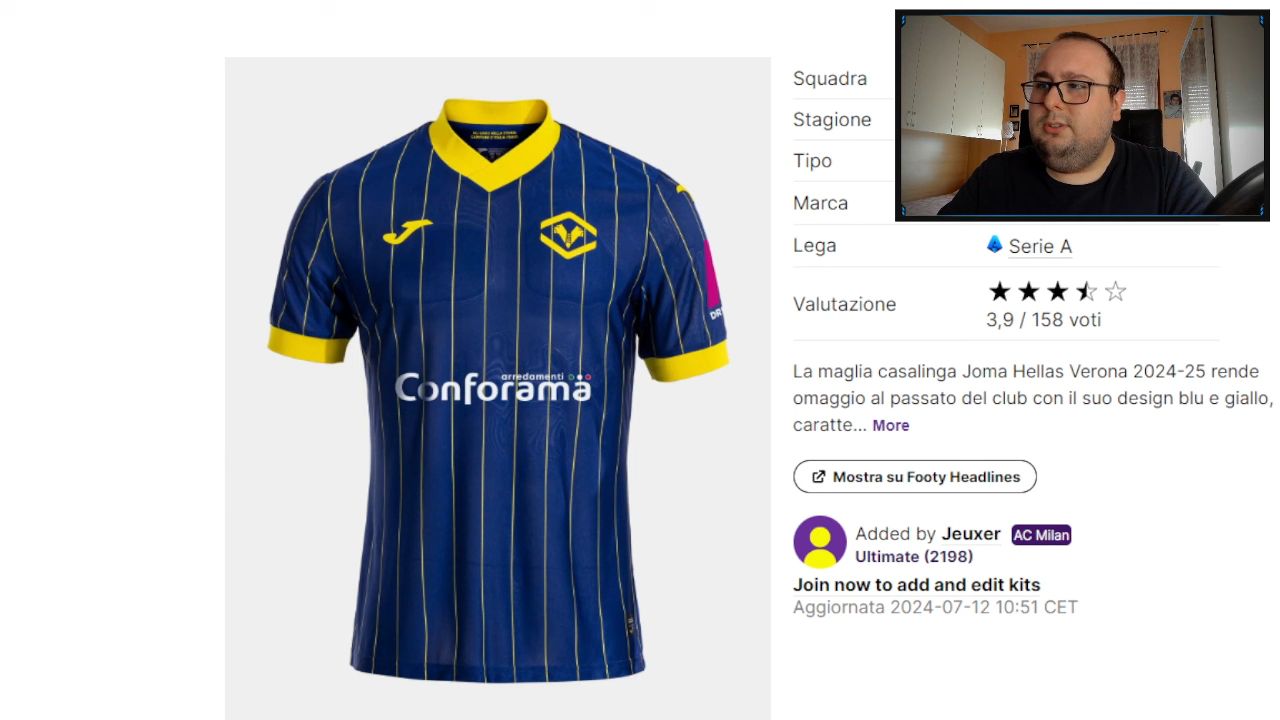 Squadra
Stagione
Tipo
Marca
Lega
Serie A
Valutazione
3,9 / 158 voti
La maglia casalinga Joma Hellas Verona 2024-25 rende
omaggio al passato del club con il suo design blu e giallo,
caratte... More
Mostra su Footy Headlines
Added by Jeuxer AC Milan
Ultimate (2198)
Join now to add and edit kits
Aggiornata 2024-07-12 10:51 CET
arredamenti
Conforama